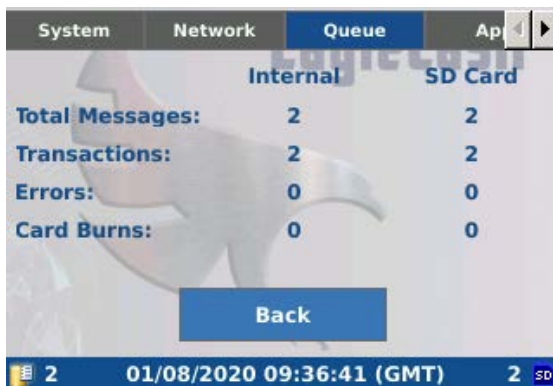 System Network Queue Ap
EagleCash
Internal SD Card
Total Messages: 2 2
Transactions: 2 2
Errors: 0 0
Card Burns: 0 0
Back
2 01/08/2020 09:36:41 (GMT) 2 SD